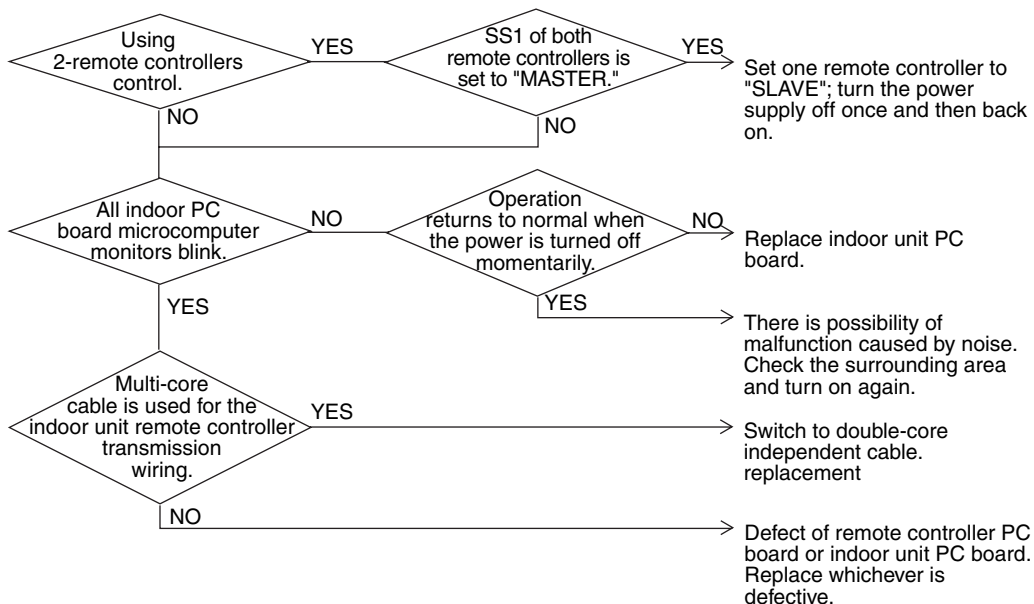 Using
2-remote controllers
control.
YES
SS1 of both
remote controllers is
set to "MASTER."
YES
Set one remote controller to
"SLAVE"; turn the power
supply off once and then back
on.
NO
NO
All indoor PC
board microcomputer
monitors blink.
NO
Operation
returns to normal when
the power is turned off
momentarily.
NO
Replace indoor unit PC
board.
YES
YES
There is possibility of
malfunction caused by noise.
Check the surrounding area
and turn on again.
Multi-core
cable is used for the
indoor unit remote controller
transmission
wiring.
YES
Switch to double-core
independent cable.
replacement
NO
Defect of remote controller PC
board or indoor unit PC board.
Replace whichever is
defective.